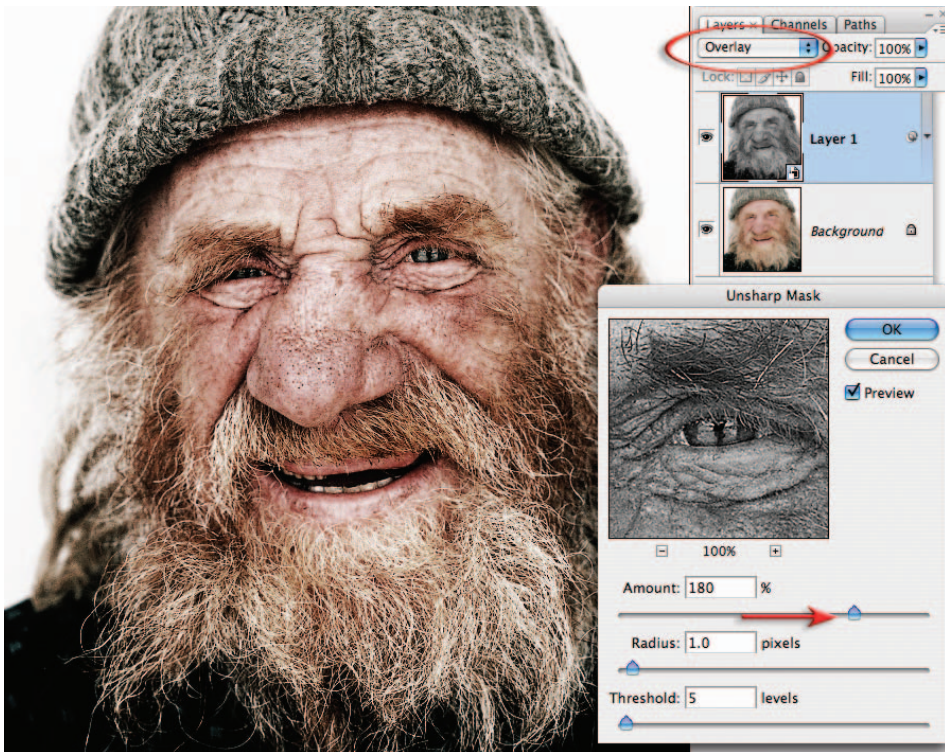 Layers × Channels Paths
Overlay Opacity: 100%
Lock: Fill: 100%
Layer 1
Background
Unsharp Mask
OK
Cancel
Preview
100%
Amount: 180 %
Radius: 1.0 pixels
Threshold: 5 levels